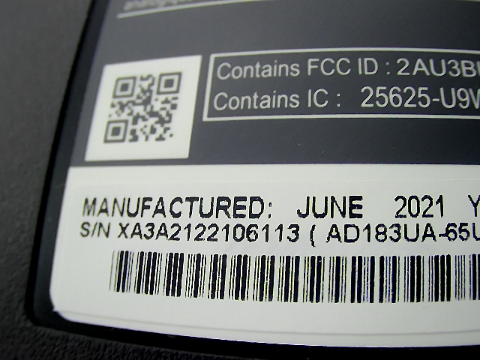 Contains FCC ID : 2AU3B
Contains IC : 25625-U9W
MANUFACTURED: JUNE 2021 Y
S/N XA3A2122106113 ( AD183UA-65U